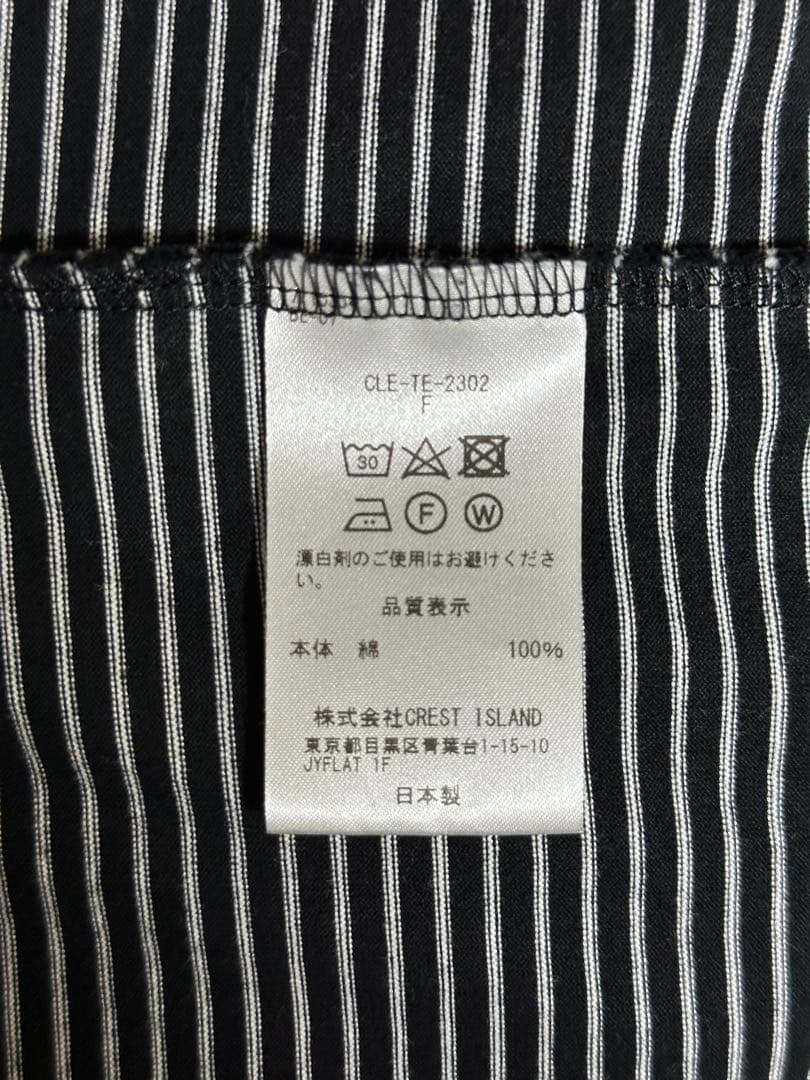 CLE-TE-2302
F
30
F W
漂白剤のご使用はお避けくださ
い。
品質表示
本体 綿 100%
株式会社CREST ISLAND
東京都目黒区青葉台1-15-10
JYFLAT 1F
日本製